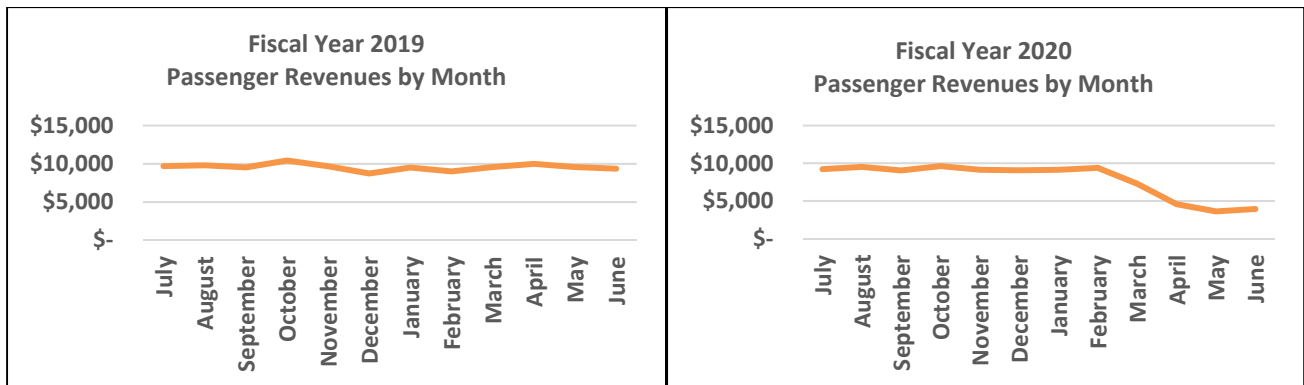 Fiscal Year 2019
Passenger Revenues by Month
$15,000
$10,000
$5,000
$-
July
August
September
October
November
December
January
February
March
April
May
June
Fiscal Year 2020
Passenger Revenues by Month
$15,000
$10,000
$5,000
$-
July
August
September
October
November
December
January
February
March
April
May
June